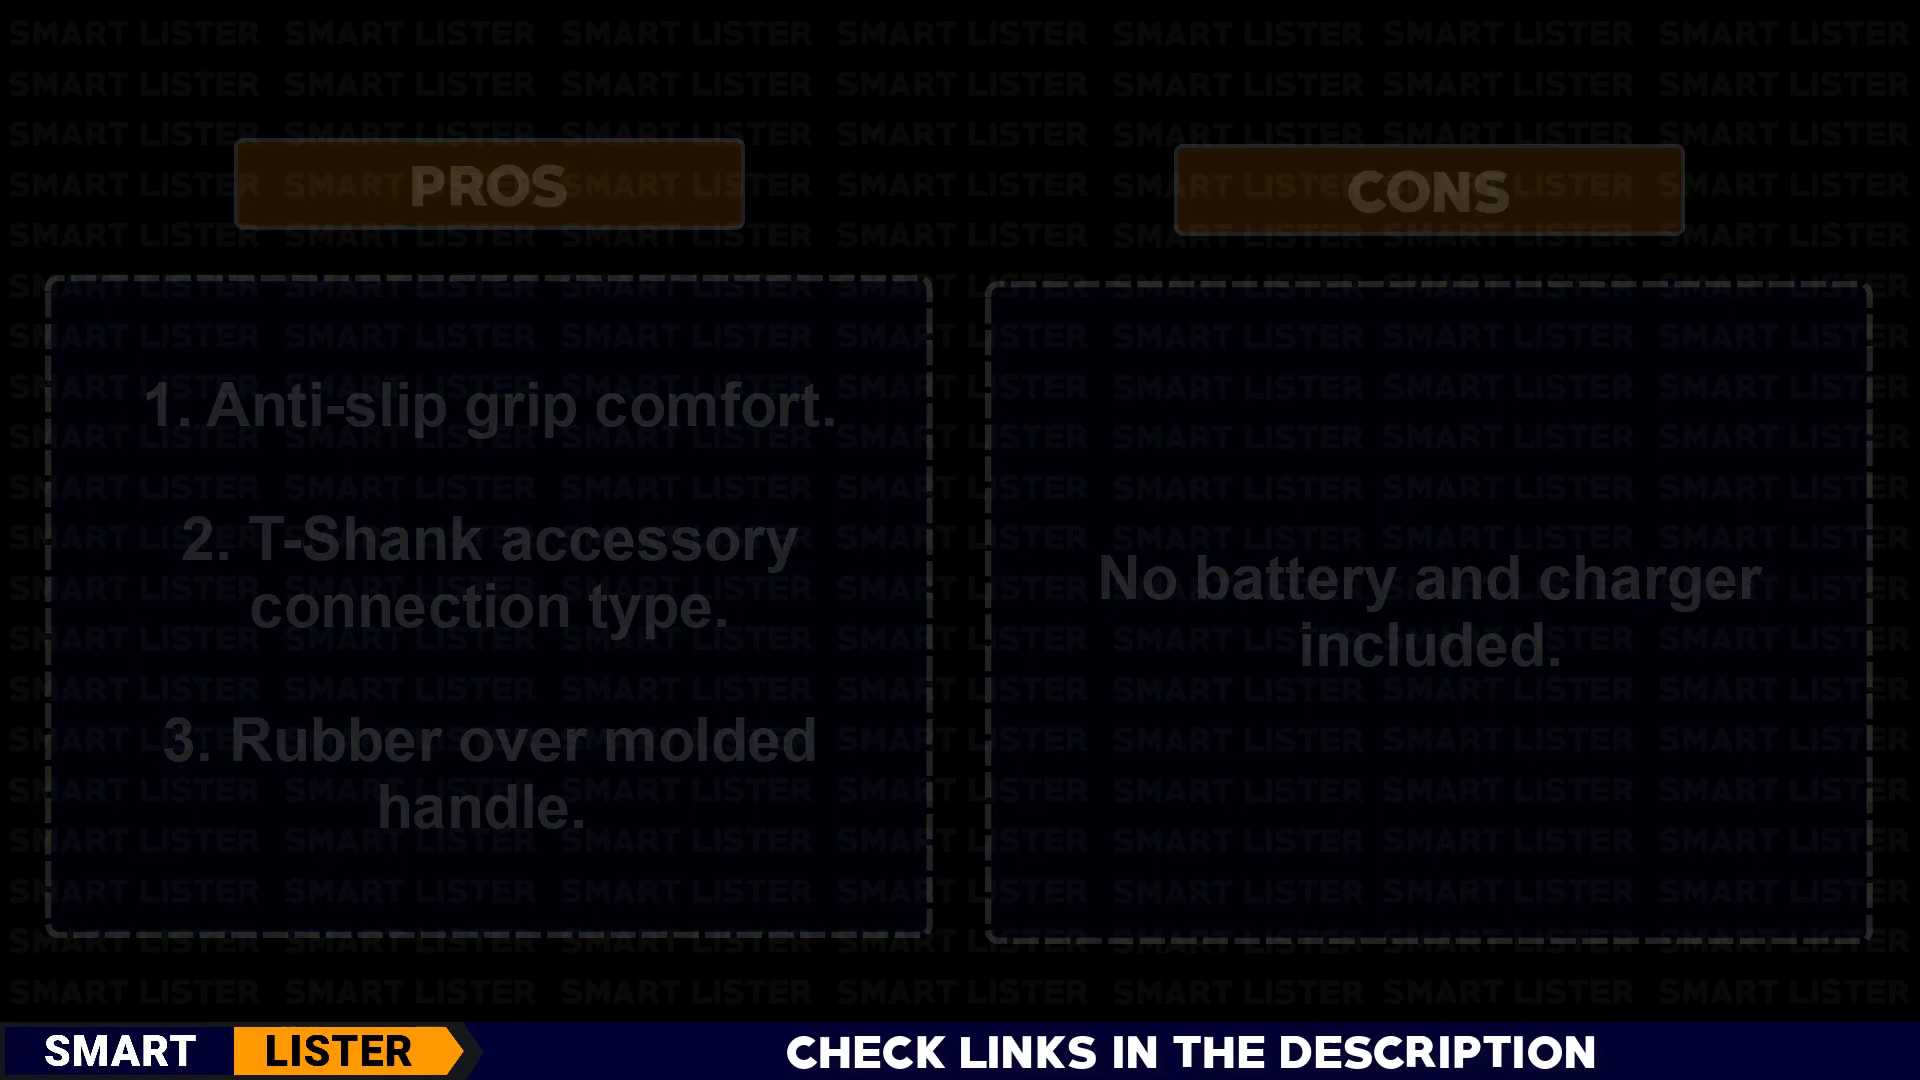 PROS
1. Anti-slip grip comfort.
2. T-Shank accessory
connection type.
3. Rubber over molded
handle.
CONS
No battery and charger
included.
SMART LISTER
CHECK LINKS IN THE DESCRIPTION